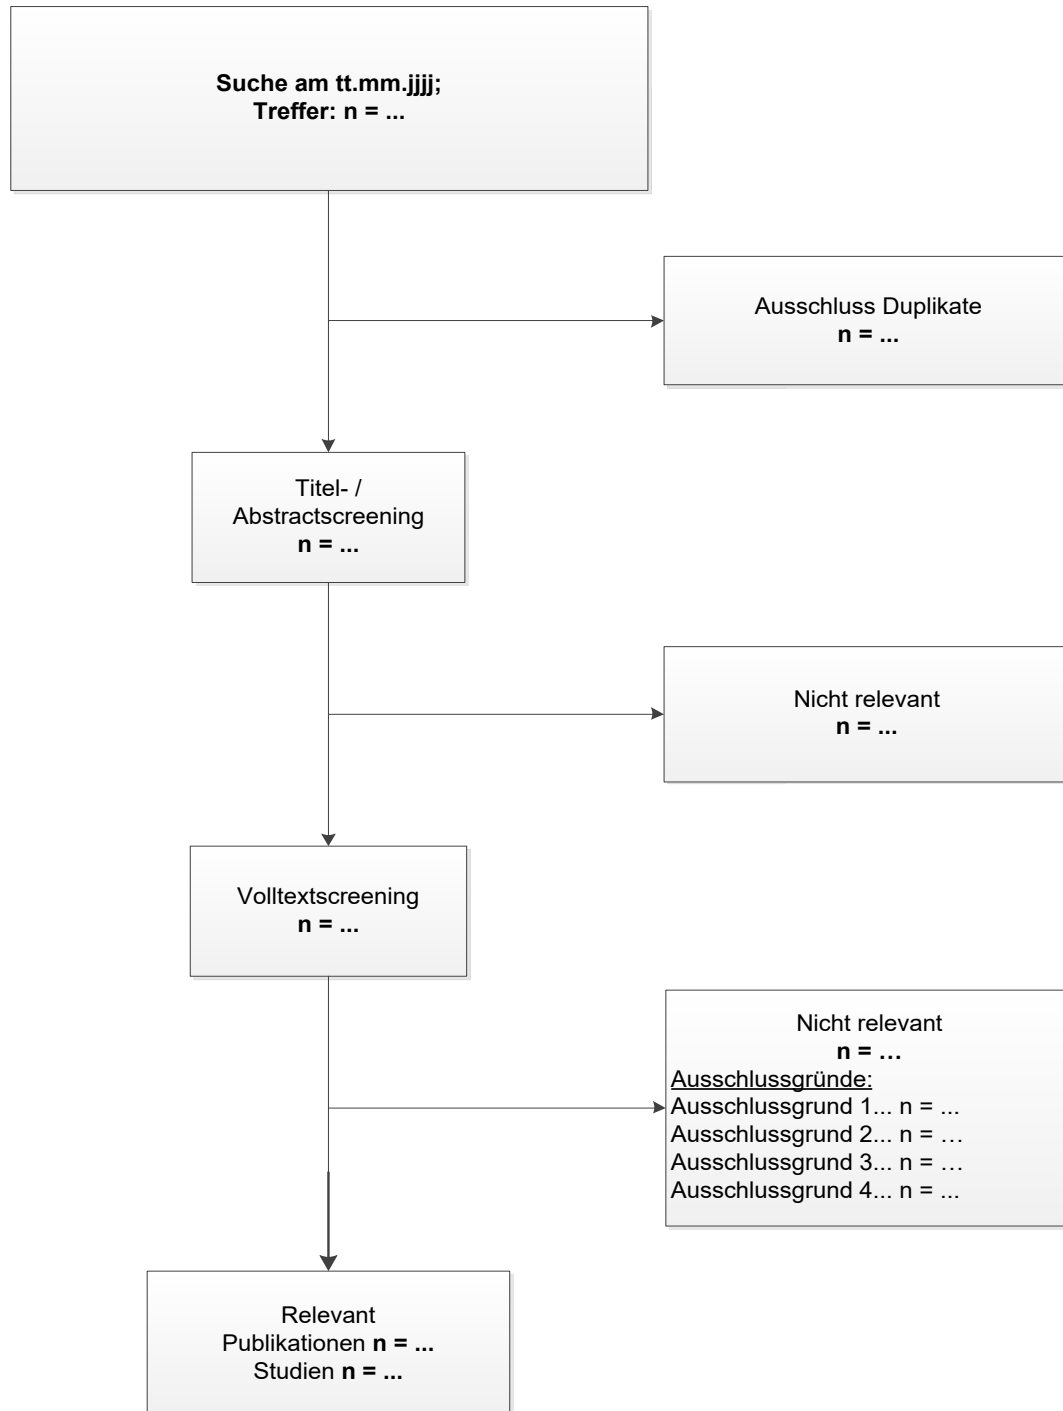 Suche am tt.mm.jjjj;
Treffer: n = ...
Ausschluss Duplikate
n = ...
Titel- /
Abstractscreening
n = ...
Nicht relevant
n = ...
Volltextscreening
n = ...
Nicht relevant
n = …
Ausschlussgründe:
Ausschlussgrund 1... n = ...
Ausschlussgrund 2... n = …
Ausschlussgrund 3... n = …
Ausschlussgrund 4... n = ...
Relevant
Publikationen n = ...
Studien n = ...